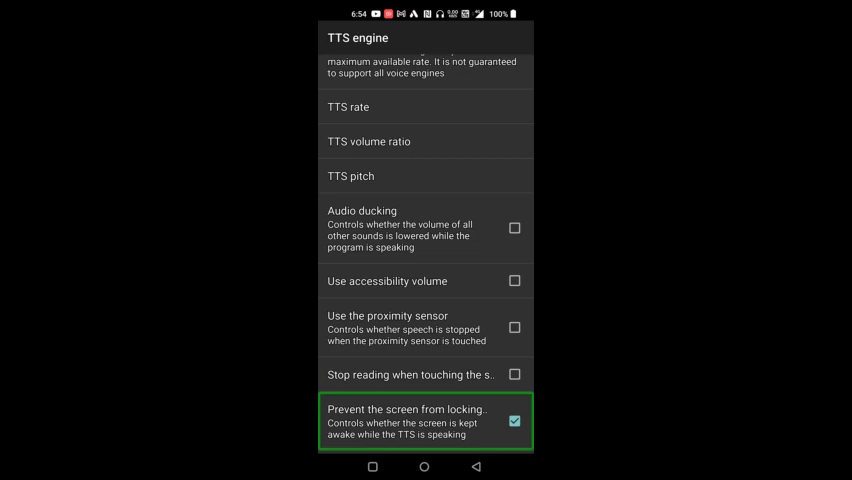 6:54
100%
TTS engine
maximum available rate. It is not guaranteed
to support all voice engines
TTS rate
TTS volume ratio
TTS pitch
Audio ducking
Controls whether the volume of all
other sounds is lowered while the
program is speaking
Use accessibility volume
Use the proximity sensor
Controls whether speech is stopped
when the proximity sensor is touched
Stop reading when touching the s..
Prevent the screen from locking..
Controls whether the screen is kept
awake while the TTS is speaking